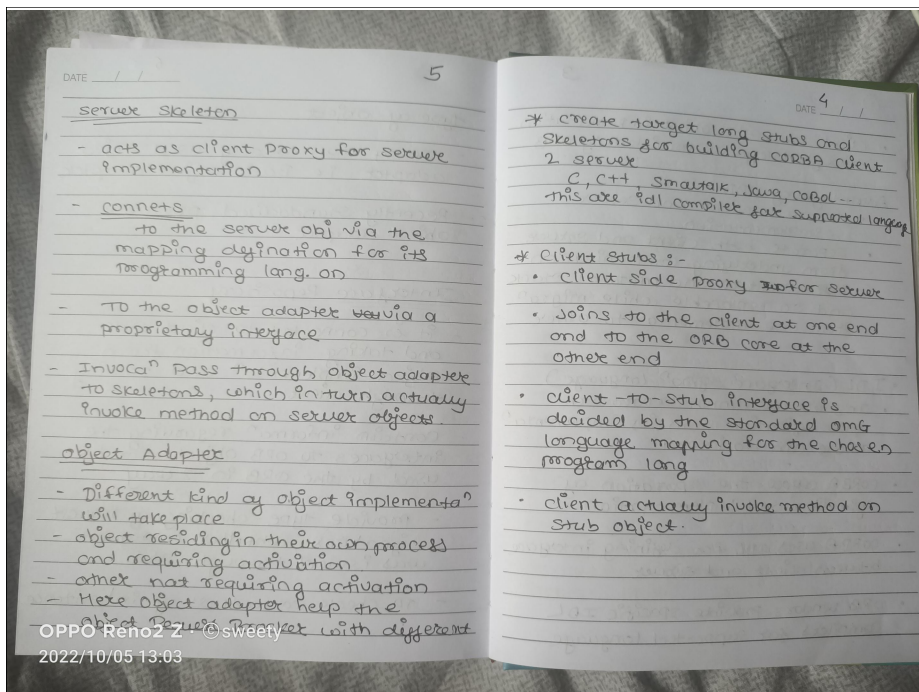 DATE / /
5
server skeleton
- acts as client proxy for server
implementation
- connets
to the server obj via the
mapping defination for its
programming lang. on
- To the object adapter via a
proprietary interface
- Invocaⁿ pass through object adapter
to skeletons, which in turn actually
invoke method on server objects.
object Adapter
- Different kind of object implementaⁿ
will take place
- object residing in their own process
and requiring activation
- other not requiring activation
- Here object adapter help the
object Request Broker with different
OPPO Reno2 Z · © sweety
2022/10/05 13:03
4
DATE / /
* create target lang stubs and
skeletons for building CORBA client
2 server
C, C++, smaltalk, Java, COBOL..
this are idl compiler for supported
* client stubs :-
• client side proxy for server
• Joins to the client at one end
and to the ORB core at the
other end
• client-to-stub interface is
decided by the standard OMG
language mapping for the chosen
program lang
• client actually invoke method on
stub object.